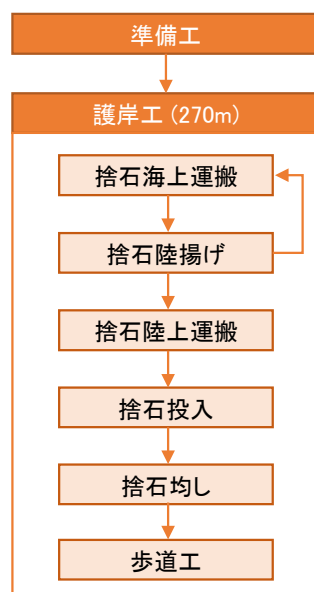 準備工
護岸工（270m）
捨石海上運搬
捨石陸揚げ
捨石陸上運搬
捨石投入
捨石均し
歩道工